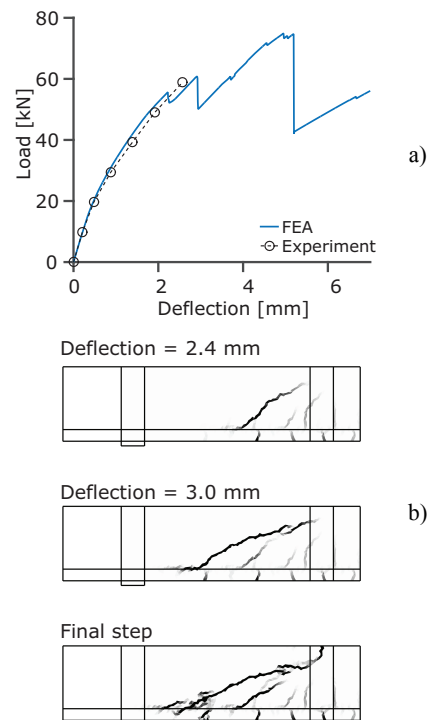 80
60
40
20
0
Load [kN]
a)
FEA
Experiment
0 2 4 6
Deflection [mm]
Deflection = 2.4 mm
Deflection = 3.0 mm
b)
Final step